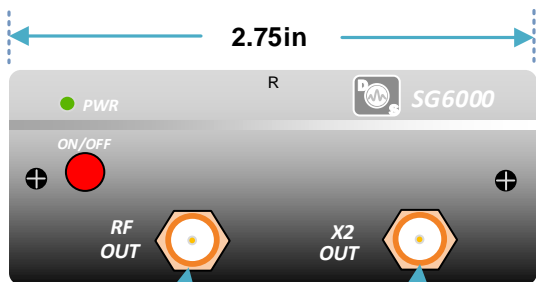 2.75in
R
D S SG6000
PWR
ON/OFF
RF X2
OUT OUT